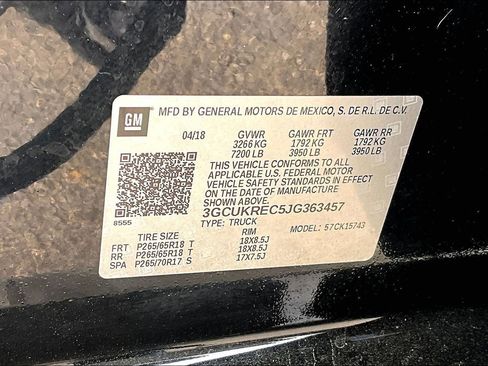 GM
MFD BY GENERAL MOTORS DE MEXICO, S. DE R.L. DE C.V.
04/18 GVWR GAWR FRT GAWR RR
3266 KG 1792 KG 1792 KG
7200 LB 3950 LB 3950 LB
THIS VEHICLE CONFORMS TO ALL
APPLICABLE U.S. FEDERAL MOTOR
VEHICLE SAFETY STANDARDS IN
EFFECT ON THE DATE OF MANUFACTURE
SHOWN ABOVE.
8555 3GCUKREC5JG363457
TYPE: TRUCK MODEL: 57CK15743
TIRE SIZE RIM
FRT P265/65R18 T 18X8.5J
RR P265/65R18 T 18X8.5J
SPA P265/70R17 S 17X7.5J